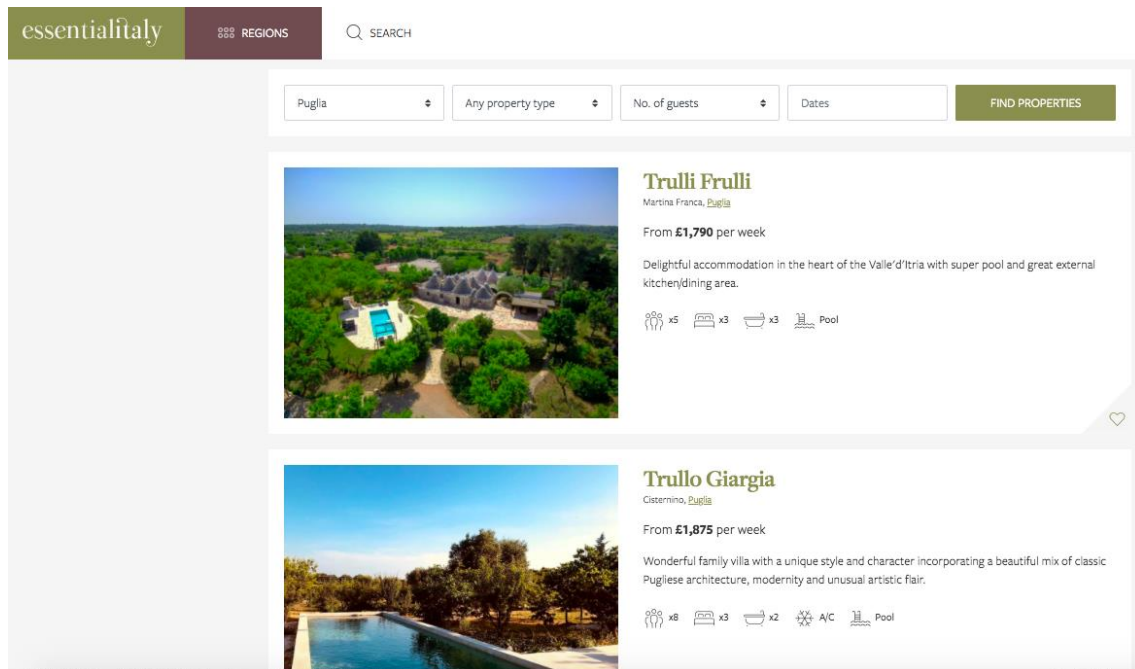 essentialitaly
REGIONS
SEARCH
Puglia
Any property type
No. of guests
Dates
FIND PROPERTIES
Trulli Frulli
Martina Franca, Puglia
From £1,790 per week
Delightful accommodation in the heart of the Valle'd'Itria with super pool and great external
kitchen/dining area.
x5 x3 x3 Pool
Trullo Giargia
Cisternino, Puglia
From £1,875 per week
Wonderful family villa with a unique style and character incorporating a beautiful mix of classic
Pugliese architecture, modernity and unusual artistic flair.
x8 x3 x2 A/C Pool